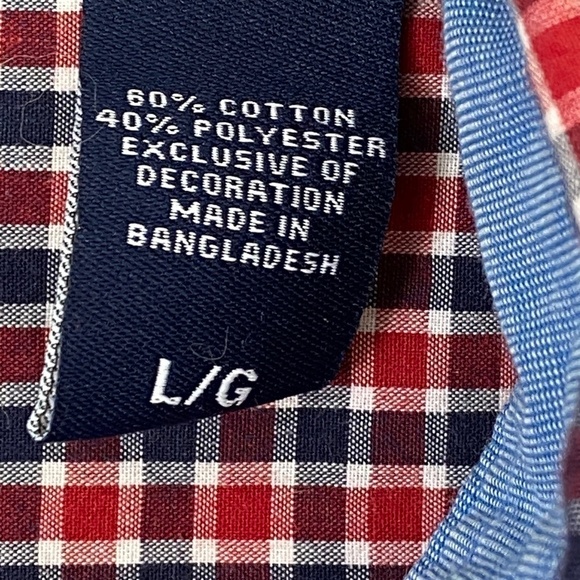 60% COTTON
40% POLYESTER
EXCLUSIVE OF
DECORATION
MADE IN
BANGLADESH
L/G